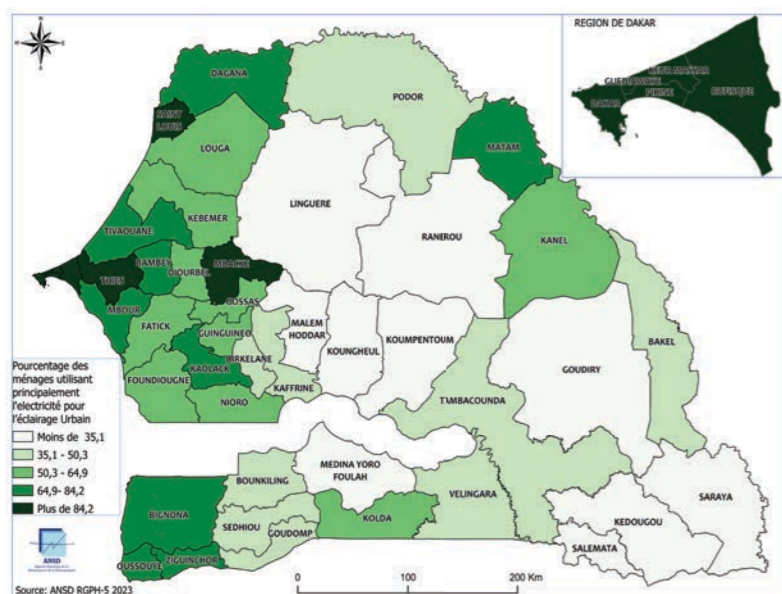 N
W
E
S
REGION DE DAKAR
KEUR MASSAR
GUEDIAWAYE
PIKINE
RUFISQUE
DAKAR
DAGANA
PODOR
SAINT
LOUIS
LOUGA
MATAM
LINGUERE
KEBEMER
RANEROU
KANEL
TIVAOUANE
BAMBEY
DIOURBEL
MBACKE
THIES
MBOUR
GOSSAS
FATICK
GUINGUINEO
MALEM
HODDAR
KOUNGHEUL
KOUMPENTOUM
BAKEL
GOUDIRY
BIRKELANE
KAOLACK
KAFFRINE
FOUNDIOUGNE
NIORO
TAMBACOUNDA
Pourcentage des
ménages utilisant
principalement
l'electricité pour
l'éclairage Urbain
Moins de 35,1
35,1 - 50,3
50,3 - 64,9
64,9- 84,2
Plus de 84,2
MEDINA YORO
FOULAH
BOUNKILING
VELINGARA
SARAYA
BIGNONA
SEDHIOU
GOUDOMP
KOLDA
KEDOUGOU
SALEMATA
OUSSOUYE
ZIGUINCHOR
ANSD
0 100 200 Km
Source: ANSD RGPH-5 2023